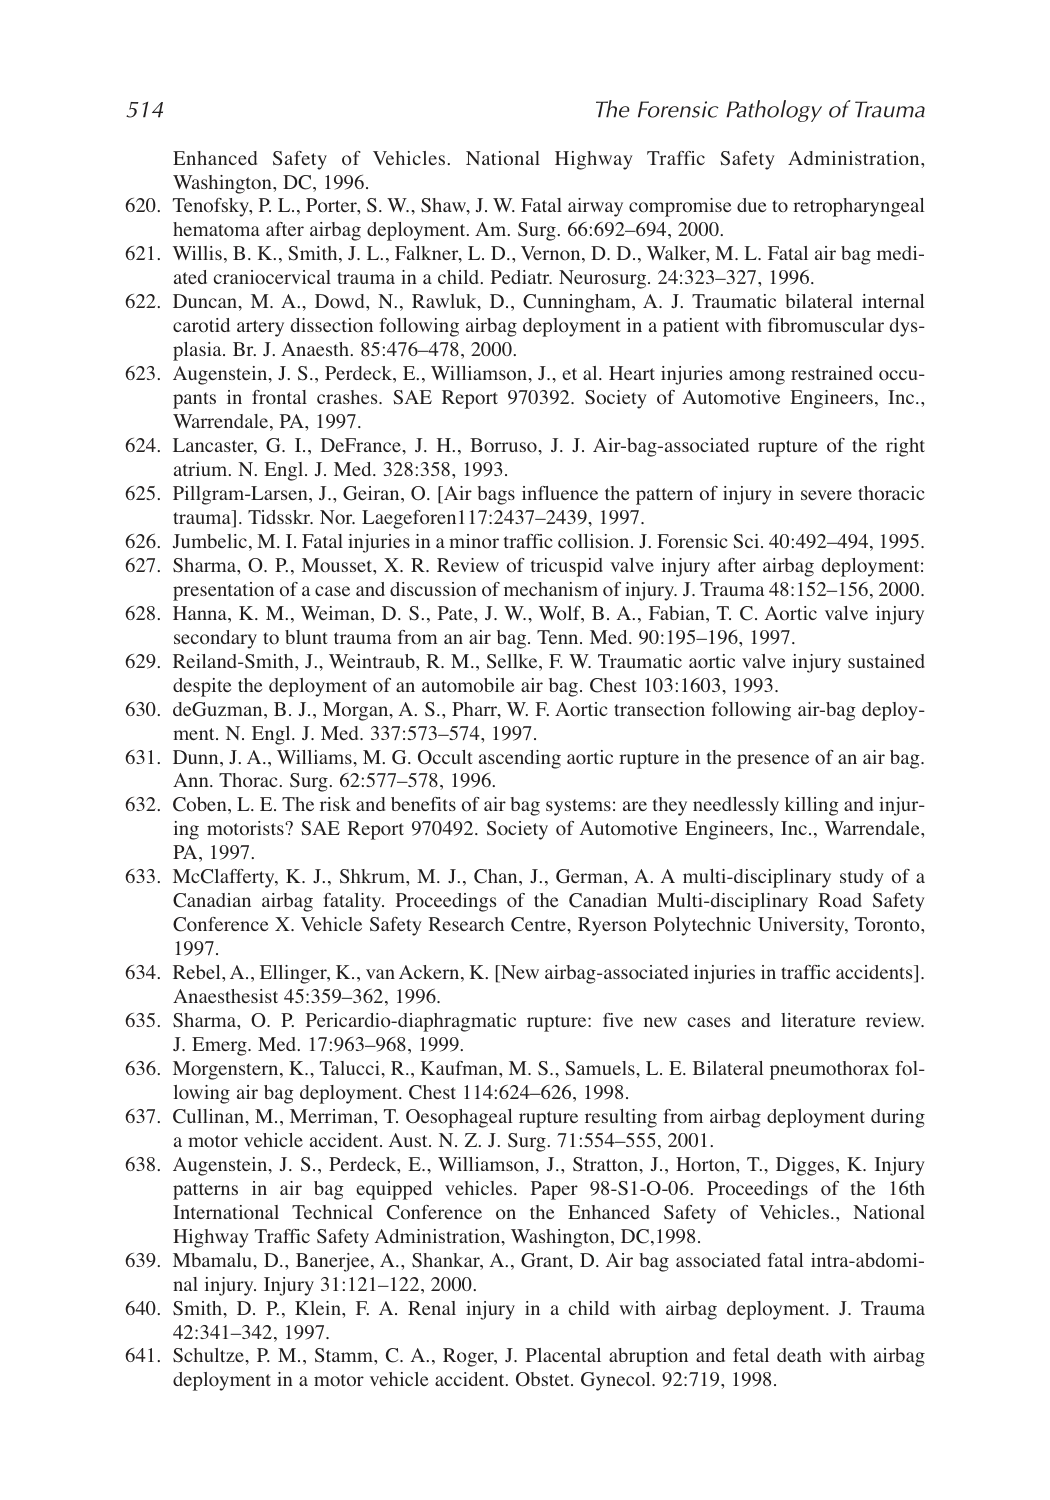 514 The Forensic Pathology of Trauma
Enhanced Safety of Vehicles. National Highway Traffic Safety Administration,
Washington, DC, 1996.
620. Tenofsky, P. L., Porter, S. W., Shaw, J. W. Fatal airway compromise due to retropharyngeal
hematoma after airbag deployment. Am. Surg. 66:692–694, 2000.
621. Willis, B. K., Smith, J. L., Falkner, L. D., Vernon, D. D., Walker, M. L. Fatal air bag medi-
ated craniocervical trauma in a child. Pediatr. Neurosurg. 24:323–327, 1996.
622. Duncan, M. A., Dowd, N., Rawluk, D., Cunningham, A. J. Traumatic bilateral internal
carotid artery dissection following airbag deployment in a patient with fibromuscular dys-
plasia. Br. J. Anaesth. 85:476–478, 2000.
623. Augenstein, J. S., Perdeck, E., Williamson, J., et al. Heart injuries among restrained occu-
pants in frontal crashes. SAE Report 970392. Society of Automotive Engineers, Inc.,
Warrendale, PA, 1997.
624. Lancaster, G. I., DeFrance, J. H., Borruso, J. J. Air-bag-associated rupture of the right
atrium. N. Engl. J. Med. 328:358, 1993.
625. Pillgram-Larsen, J., Geiran, O. [Air bags influence the pattern of injury in severe thoracic
trauma]. Tidsskr. Nor. Laegeforen117:2437–2439, 1997.
626. Jumbelic, M. I. Fatal injuries in a minor traffic collision. J. Forensic Sci. 40:492–494, 1995.
627. Sharma, O. P., Mousset, X. R. Review of tricuspid valve injury after airbag deployment:
presentation of a case and discussion of mechanism of injury. J. Trauma 48:152–156, 2000.
628. Hanna, K. M., Weiman, D. S., Pate, J. W., Wolf, B. A., Fabian, T. C. Aortic valve injury
secondary to blunt trauma from an air bag. Tenn. Med. 90:195–196, 1997.
629. Reiland-Smith, J., Weintraub, R. M., Sellke, F. W. Traumatic aortic valve injury sustained
despite the deployment of an automobile air bag. Chest 103:1603, 1993.
630. deGuzman, B. J., Morgan, A. S., Pharr, W. F. Aortic transection following air-bag deploy-
ment. N. Engl. J. Med. 337:573–574, 1997.
631. Dunn, J. A., Williams, M. G. Occult ascending aortic rupture in the presence of an air bag.
Ann. Thorac. Surg. 62:577–578, 1996.
632. Coben, L. E. The risk and benefits of air bag systems: are they needlessly killing and injur-
ing motorists? SAE Report 970492. Society of Automotive Engineers, Inc., Warrendale,
PA, 1997.
633. McClafferty, K. J., Shkrum, M. J., Chan, J., German, A. A multi-disciplinary study of a
Canadian airbag fatality. Proceedings of the Canadian Multi-disciplinary Road Safety
Conference X. Vehicle Safety Research Centre, Ryerson Polytechnic University, Toronto,
1997.
634. Rebel, A., Ellinger, K., van Ackern, K. [New airbag-associated injuries in traffic accidents].
Anaesthesist 45:359–362, 1996.
635. Sharma, O. P. Pericardio-diaphragmatic rupture: five new cases and literature review.
J. Emerg. Med. 17:963–968, 1999.
636. Morgenstern, K., Talucci, R., Kaufman, M. S., Samuels, L. E. Bilateral pneumothorax fol-
lowing air bag deployment. Chest 114:624–626, 1998.
637. Cullinan, M., Merriman, T. Oesophageal rupture resulting from airbag deployment during
a motor vehicle accident. Aust. N. Z. J. Surg. 71:554–555, 2001.
638. Augenstein, J. S., Perdeck, E., Williamson, J., Stratton, J., Horton, T., Digges, K. Injury
patterns in air bag equipped vehicles. Paper 98-S1-O-06. Proceedings of the 16th
International Technical Conference on the Enhanced Safety of Vehicles., National
Highway Traffic Safety Administration, Washington, DC,1998.
639. Mbamalu, D., Banerjee, A., Shankar, A., Grant, D. Air bag associated fatal intra-abdomi-
nal injury. Injury 31:121–122, 2000.
640. Smith, D. P., Klein, F. A. Renal injury in a child with airbag deployment. J. Trauma
42:341–342, 1997.
641. Schultze, P. M., Stamm, C. A., Roger, J. Placental abruption and fetal death with airbag
deployment in a motor vehicle accident. Obstet. Gynecol. 92:719, 1998.